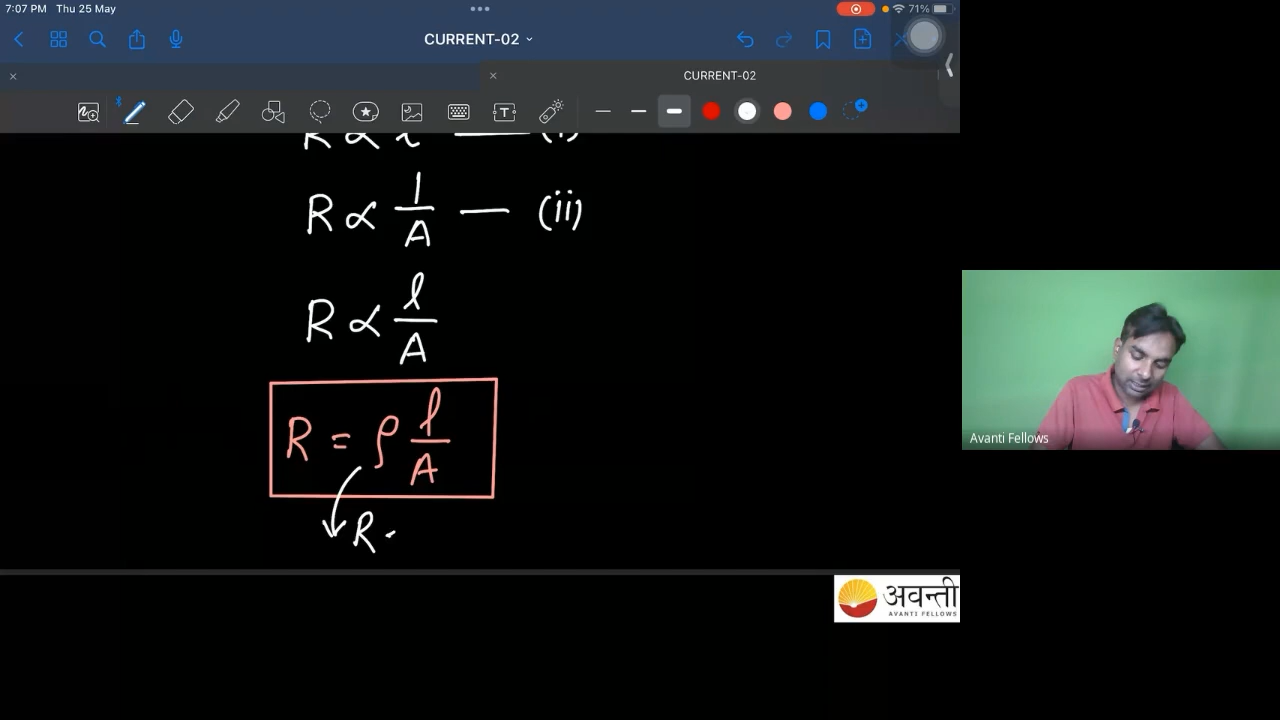 7:07 PM Thu 25 May
71%
CURRENT-02
CURRENT-02
R ∝ l — (i)
R ∝ 1/A — (ii)
R ∝ l/A
R = ρ l/A
R
Avanti Fellows
अवन्ती
AVANTI FELLOWS